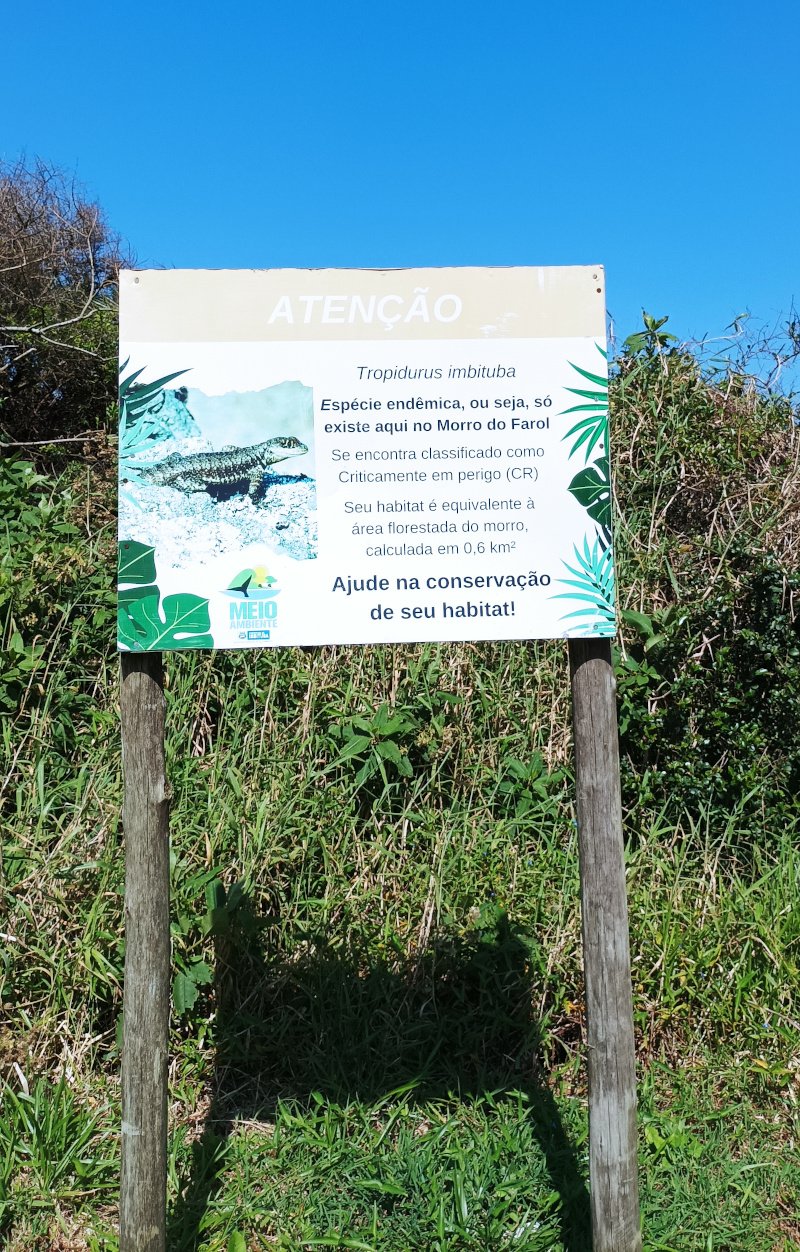 ATENÇÃO
Tropidurus imbituba
Espécie endêmica, ou seja, só
existe aqui no Morro do Farol
Se encontra classificado como
Criticamente em perigo (CR)
Seu habitat é equivalente à
área florestada do morro,
calculada em 0,6 km²
Ajude na conservação
de seu habitat!
MEIO
AMBIENTE